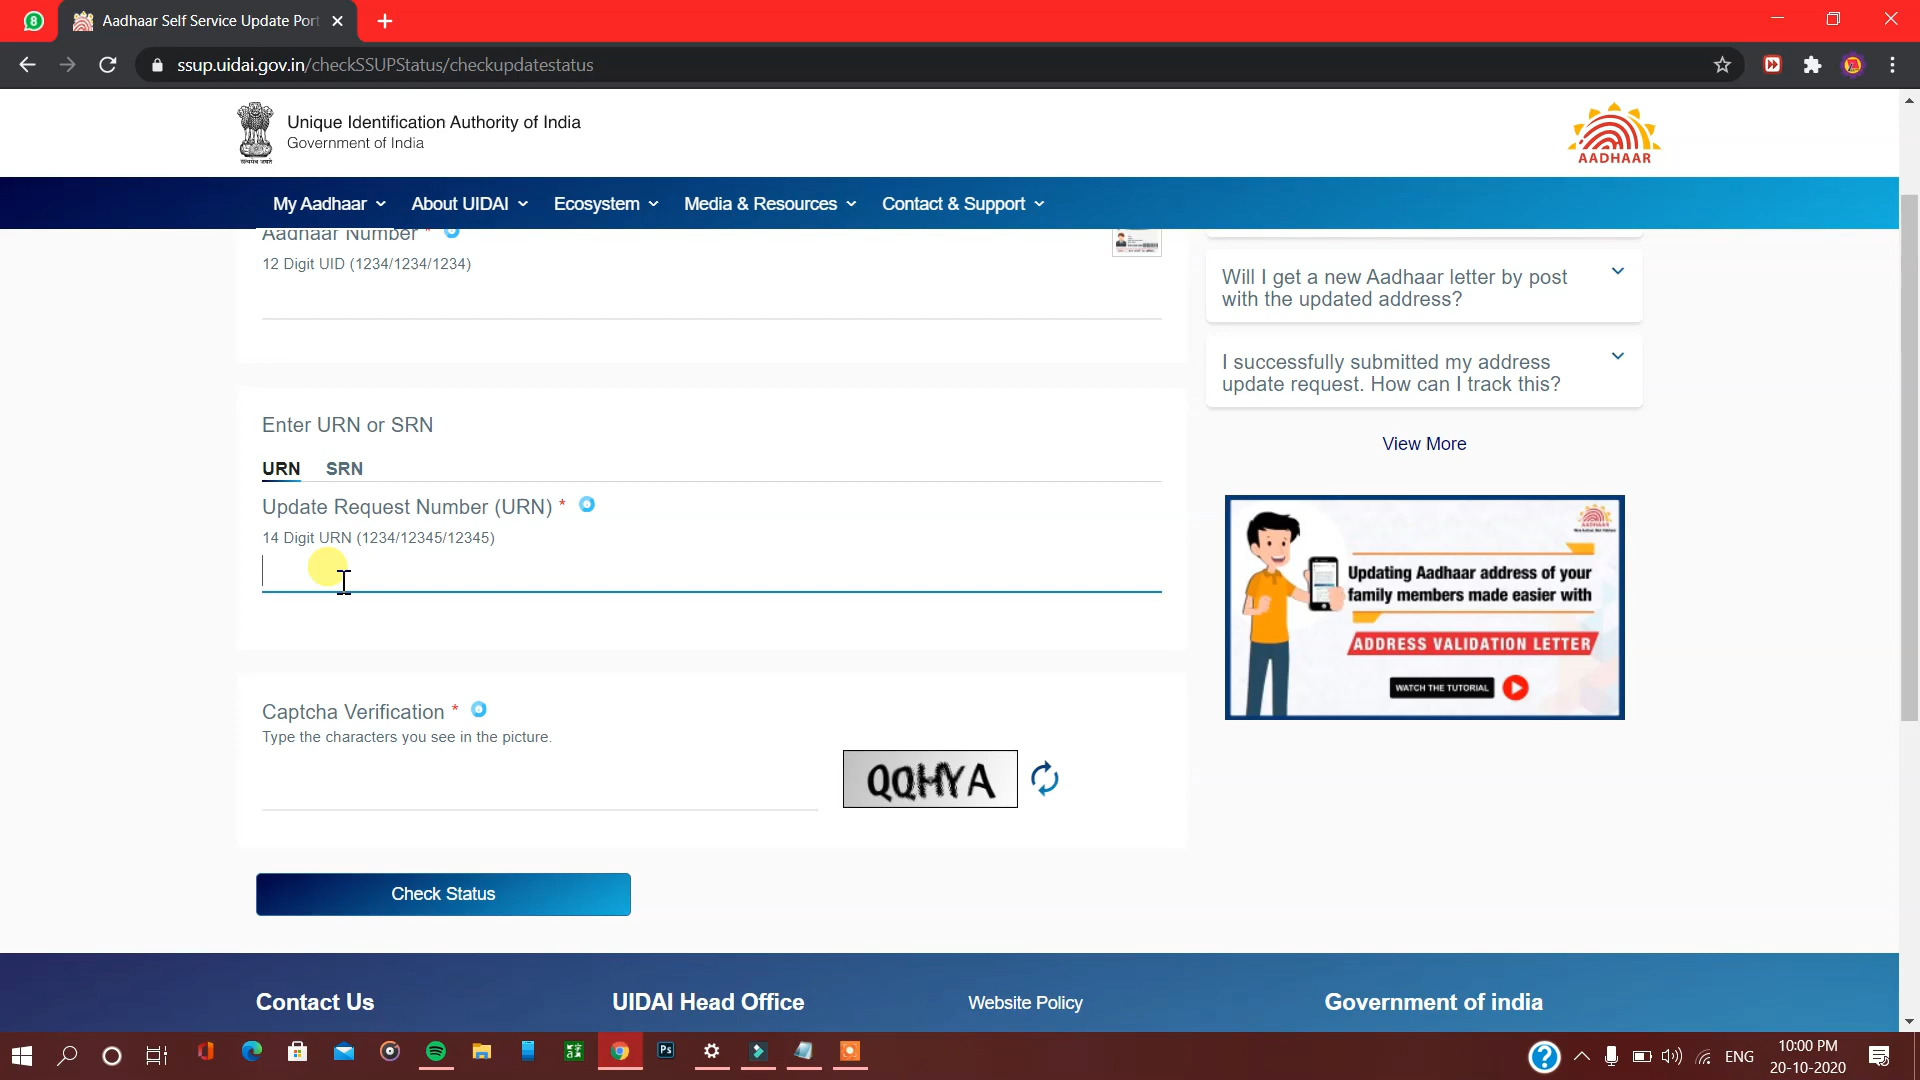 8
Aadhaar Self Service Update Port
ssup.uidai.gov.in/checkSSUPStatus/checkupdatestatus
Unique Identification Authority of India
Government of India
सत्यमेव जयते
AADHAAR
My Aadhaar
About UIDAI
Ecosystem
Media & Resources
Contact & Support
Aadhaar Number *
12 Digit UID (1234/1234/1234)
Enter URN or SRN
URN SRN
Update Request Number (URN) *
14 Digit URN (1234/12345/12345)
Captcha Verification *
Type the characters you see in the picture.
QQHYA
Check Status
Will I get a new Aadhaar letter by post
with the updated address?
I successfully submitted my address
update request. How can I track this?
View More
AADHAAR
Updating Aadhaar address of your
family members made easier with
ADDRESS VALIDATION LETTER
WATCH THE TUTORIAL
Contact Us
UIDAI Head Office
Website Policy
Government of india
Ps
?
ENG
10:00 PM
20-10-2020